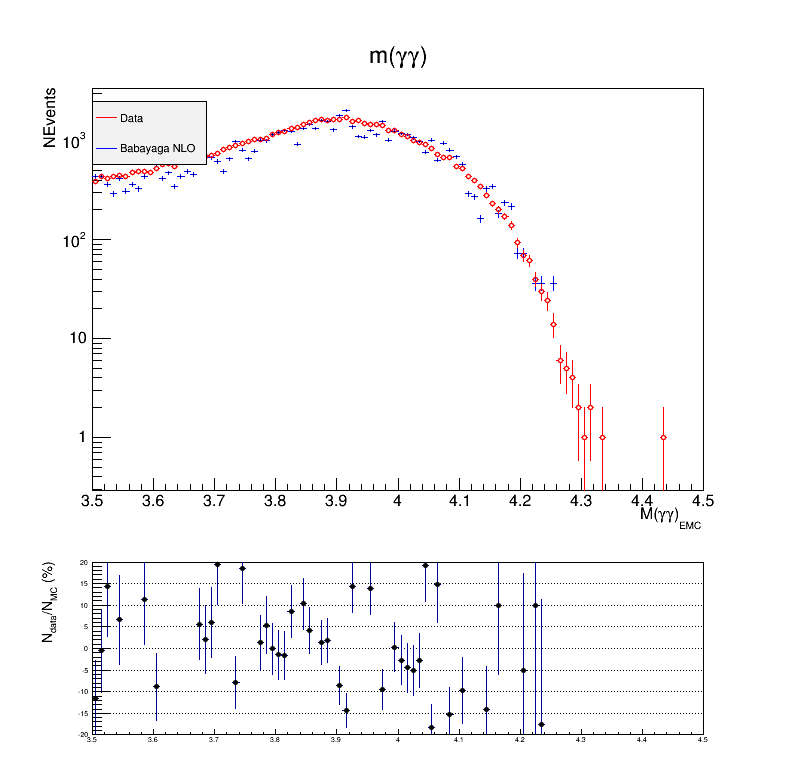 m(γγ)
NEvents
Data
Babayaga NLO
10³
10²
10
1
3.5 3.6 3.7 3.8 3.9 4 4.1 4.2 4.3 4.4 4.5
M(γγ)EMC
N_data/N_MC (%)
20
15
10
5
0
-5
-10
-15
-20
3.5 3.6 3.7 3.8 3.9 4 4.1 4.2 4.3 4.4 4.5